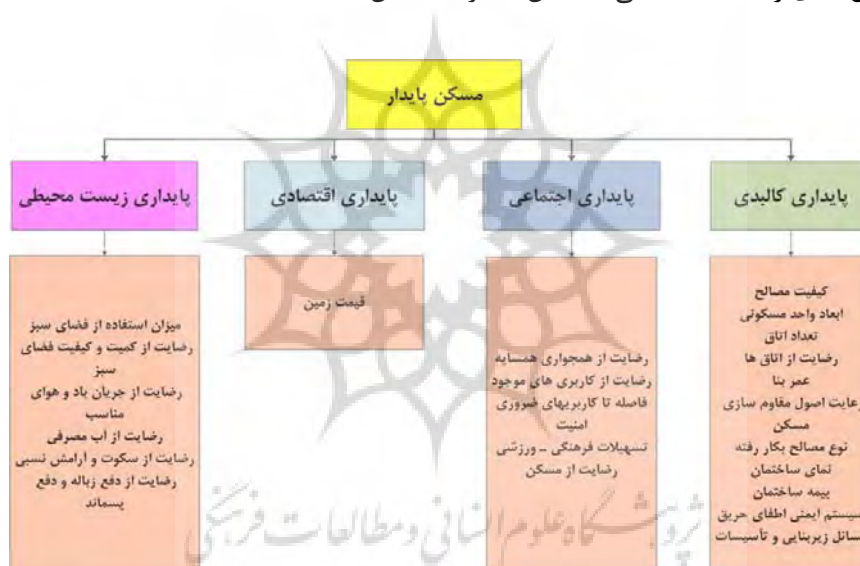 مسکن پایدار
پایداری کالبدی
پایداری اجتماعی
پایداری اقتصادی
پایداری زیست محیطی
کیفیت مصالح
ابعاد واحد مسکونی
تعداد اتاق
رضایت از اتاق ها
عمر بنا
رعایت اصول مقاوم سازی
مسکن
نوع مصالح بکار رفته
نمای ساختمان
بیمه ساختمان
سیستم ایمنی اطفای حریق
مسائل زیربنایی و تأسیسات
رضایت از همجواری همسایه
رضایت از کاربری های موجود
فاصله تا کاربریهای ضروری
امنیت
تسهیلات فرهنگی - ورزشی
رضایت از مسکن
قیمت زمین
میزان استفاده از فضای سبز
رضایت از کمیت و کیفیت فضای
سبز
رضایت از جریان باد و هوای
مناسب
رضایت از آب مصرفی
رضایت از سکوت و آرامش نسبی
رضایت از دفع زباله و دفع
پسماند
پژوهشگاه علوم انسانی و مطالعات فرهنگی